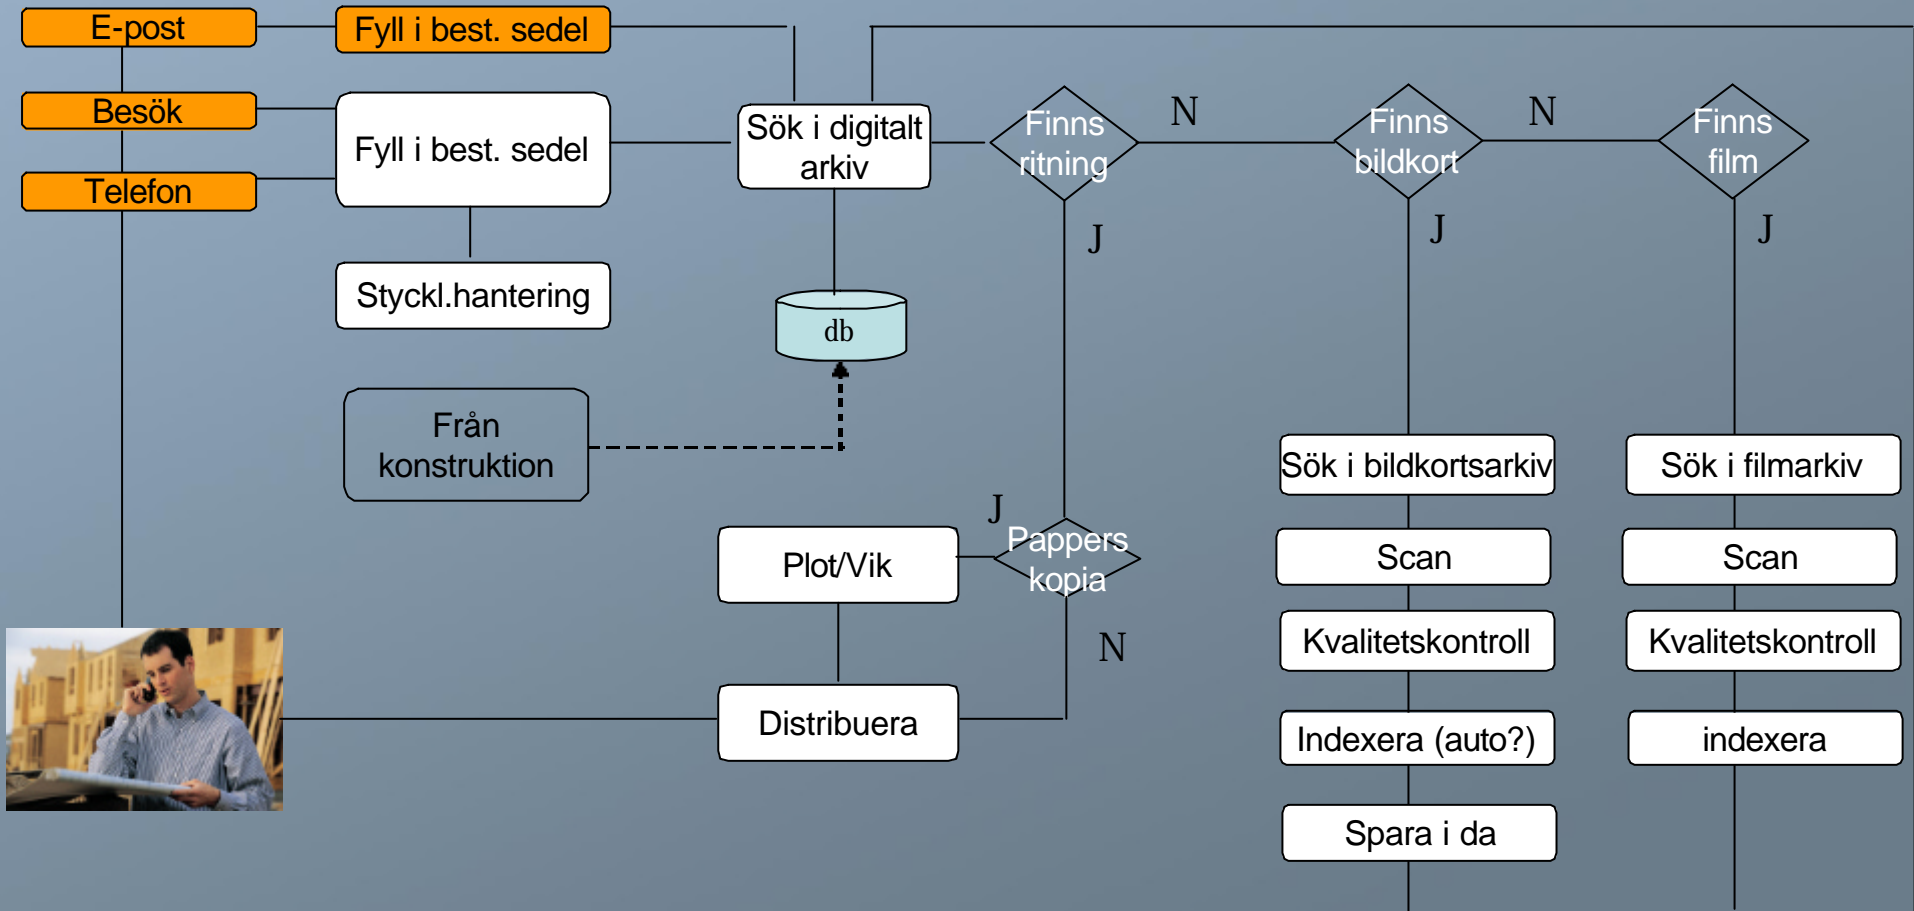 E-post
Fyll i best. sedel
Besök
Fyll i best. sedel
Telefon
Styckl.hantering
Sök i digitalt
arkiv
db
Från
konstruktion
Finns
ritning
N
J
Finns
bildkort
N
J
Finns
film
J
J
Pappers
kopia
N
Plot/Vik
Distribuera
Sök i bildkortsarkiv
Scan
Kvalitetskontroll
Indexera (auto?)
Spara i da
Sök i filmarkiv
Scan
Kvalitetskontroll
indexera